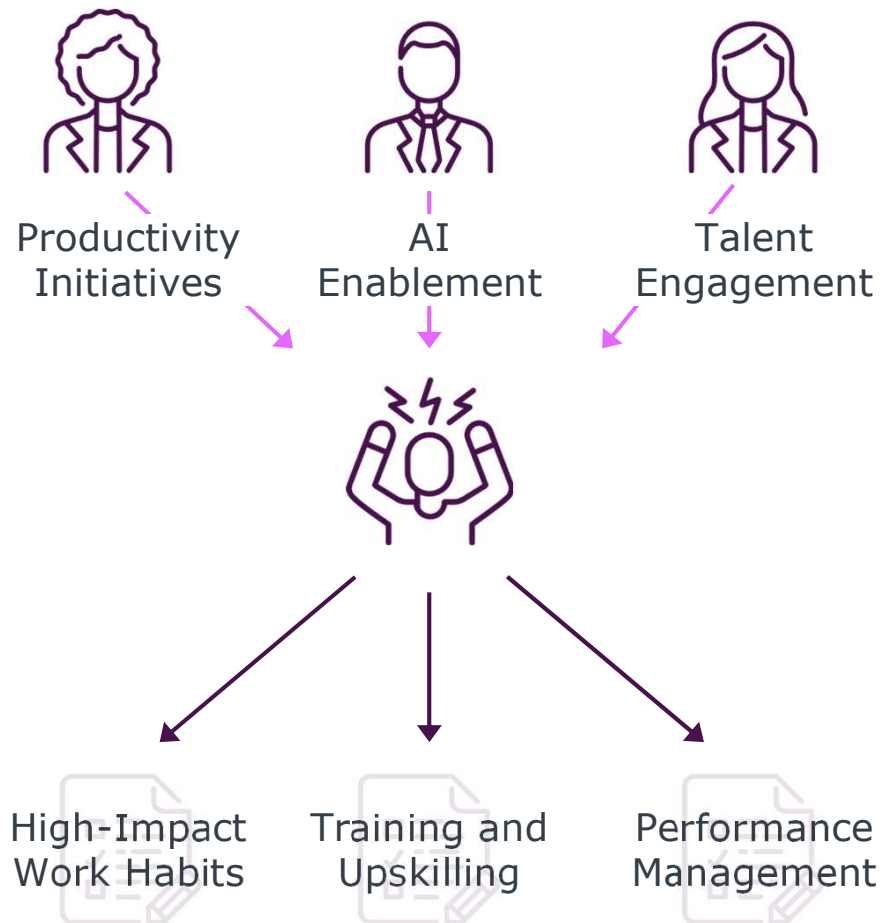 Productivity
Initiatives
AI
Enablement
Talent
Engagement
High-Impact
Work Habits
Training and
Upskilling
Performance
Management